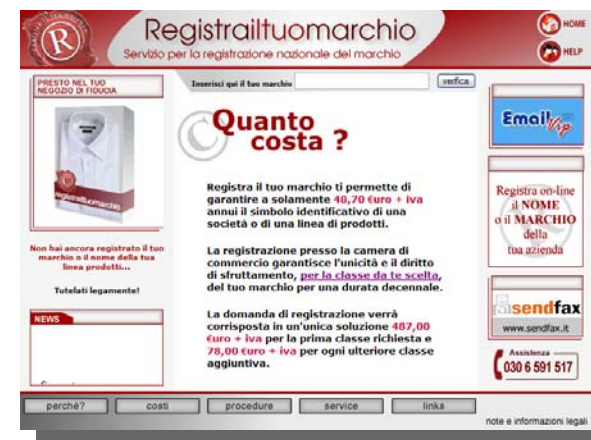 Registrailtuomarchio
Servizio per la registrazione nazionale del marchio
HOME
HELP
PRESTO NEL TUO
NEGOZIO DI FIDUCIA
registrailtuomarchio
Non hai ancora registrato il tuo
marchio o il nome della tua
linea prodotti...
Tutelati legamente!
NEWS
Inserisci qui il tuo marchio
verifica
Quanto
costa ?
Registra il tuo marchio ti permette di
garantire a solamente 48,70 €uro + iva
annui il simbolo identificativo di una
società o di una linea di prodotti.
La registrazione presso la camera di
commercio garantisce l'unicità e il diritto
di sfruttamento, per la classe da te scelta,
del tuo marchio per una durata decennale.
La domanda di registrazione verrà
corrisposta in un'unica soluzione 487,00
€uro + iva per la prima classe richiesta e
78,00 €uro + iva per ogni ulteriore classe
aggiuntiva.
EmailVip
Registra on-line
il NOME
o il MARCHIO
della
tua azienda
sendfax
www.sendfax.it
Assistenza
030 6 591 517
perchè?
costi
procedure
service
links
note e informazioni legali